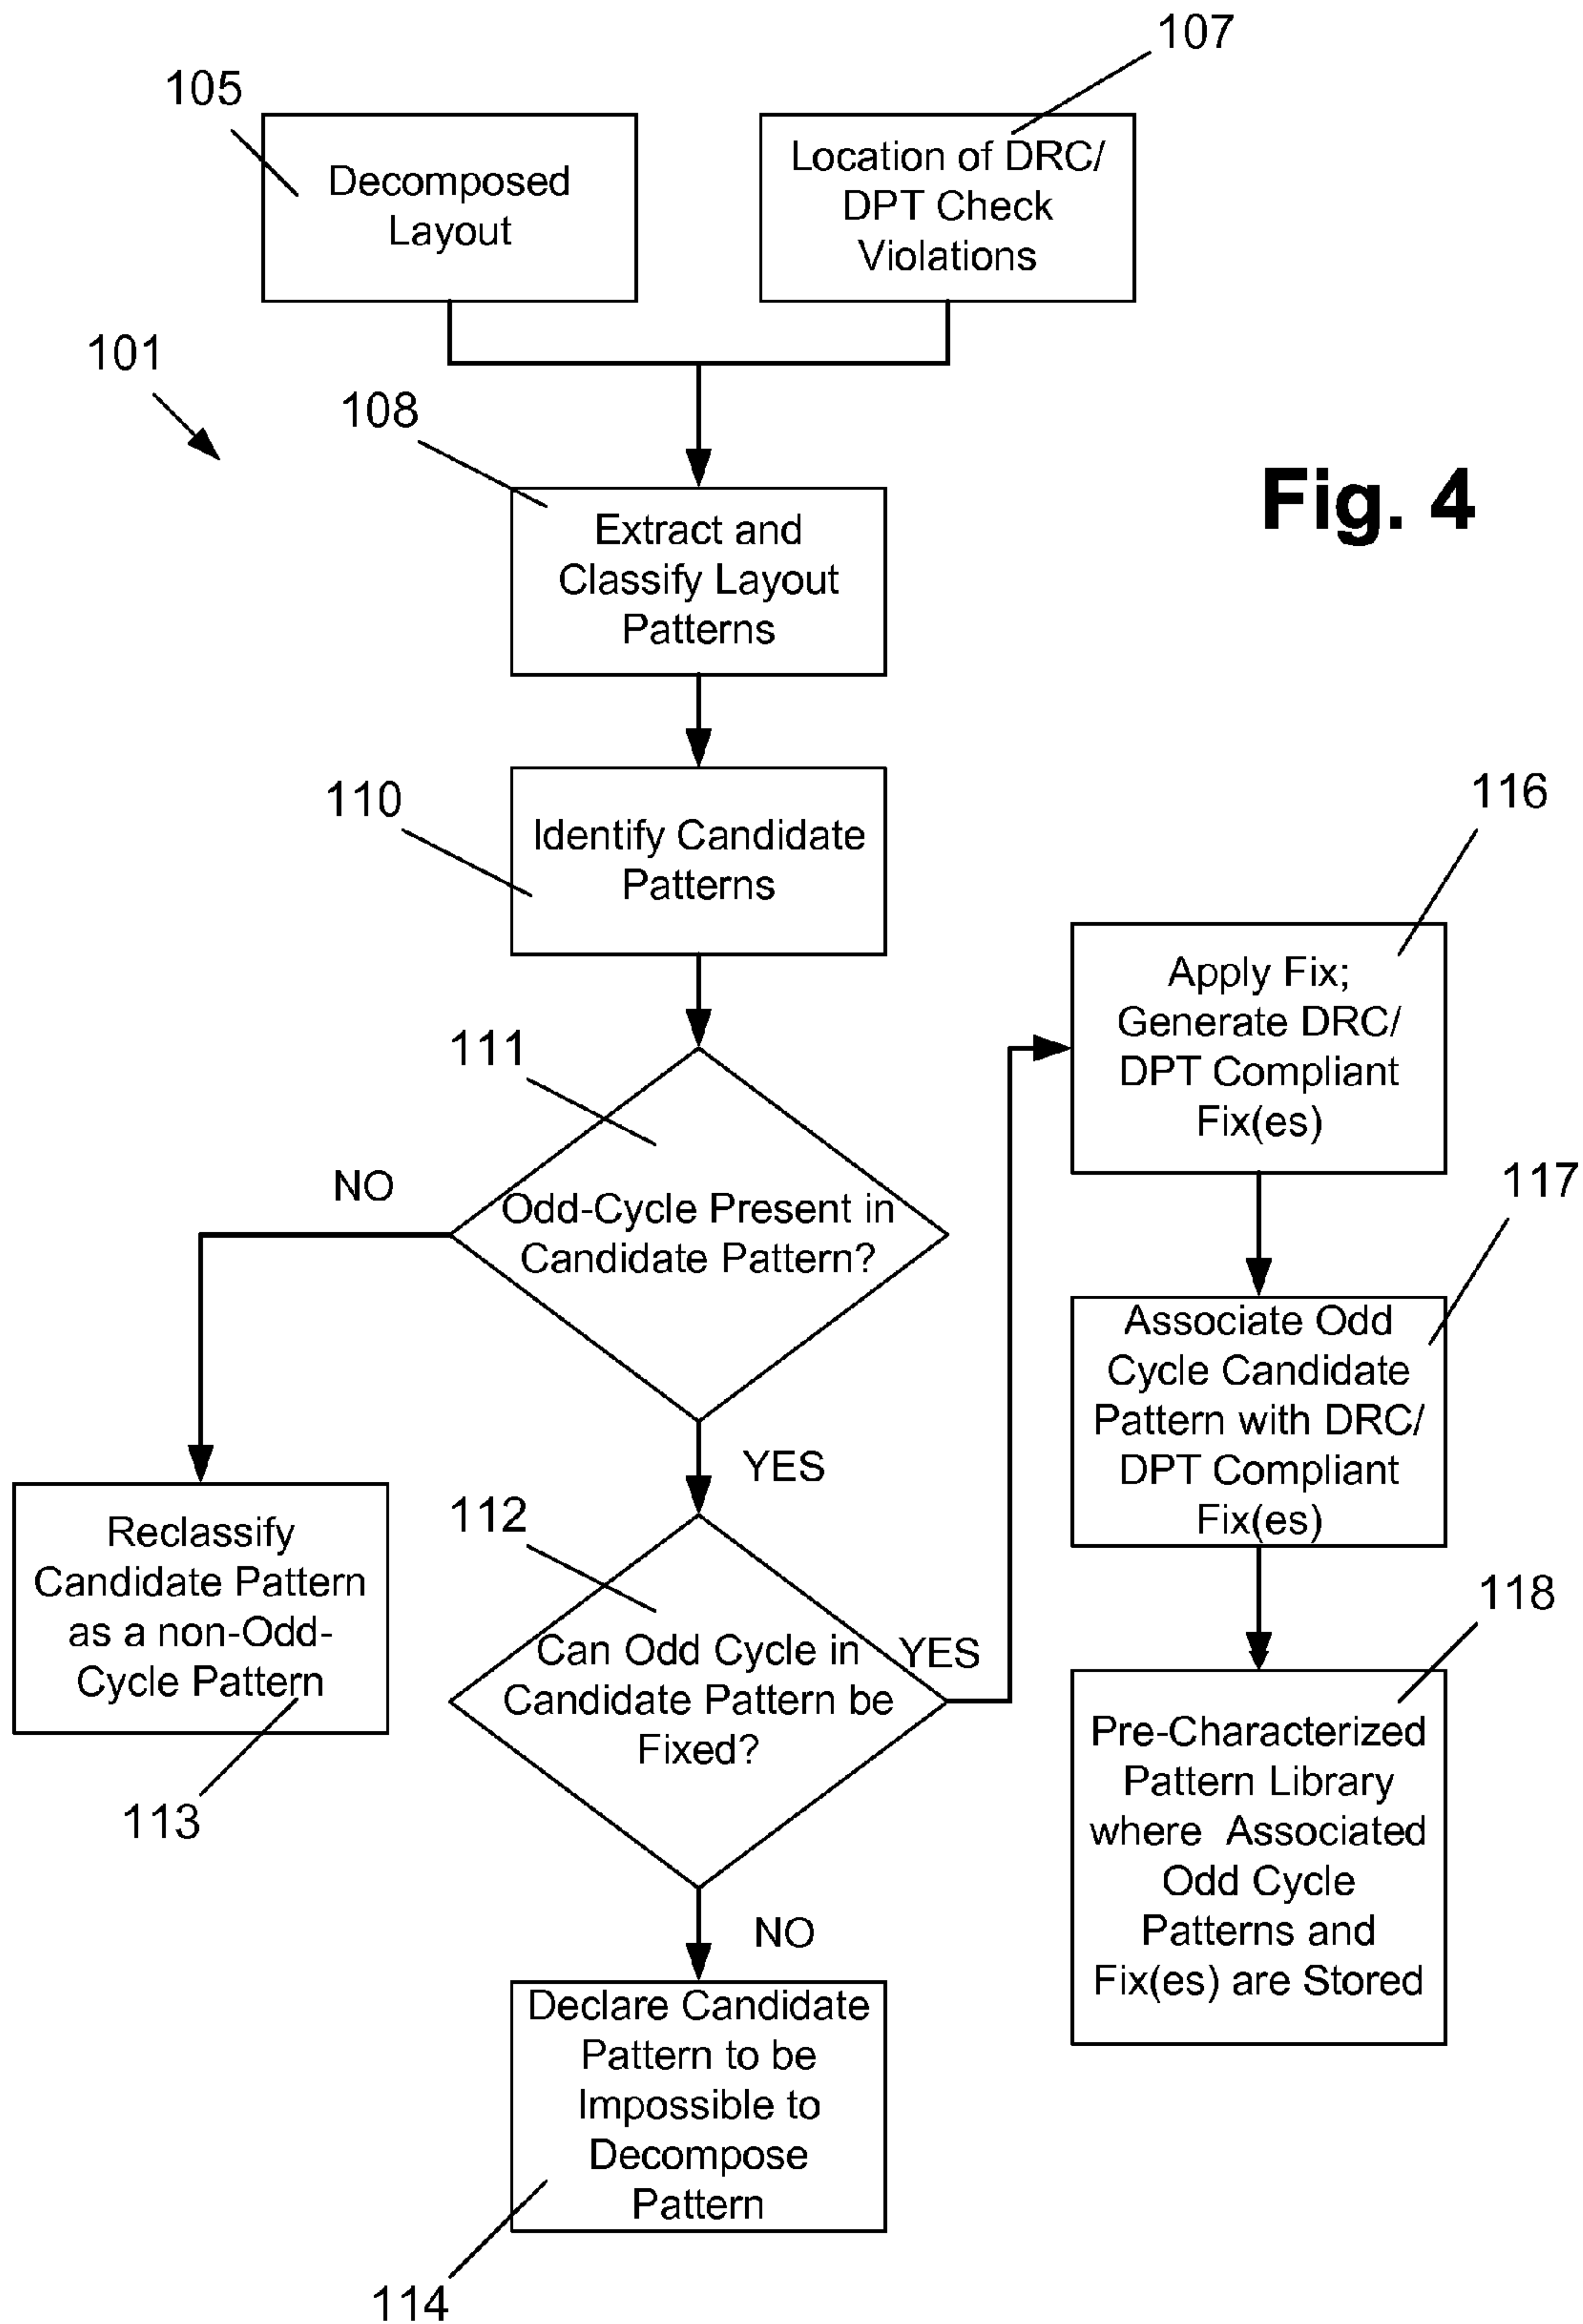 107
105
Decomposed
Layout
Location of DRC/
DPT Check
Violations
101
108
Extract and
Classify Layout
Patterns
Fig. 4
110
Identify Candidate
Patterns
116
Apply Fix;
Generate DRC/
DPT Compliant
Fix(es)
111
NO
Odd-Cycle Present in
Candidate Pattern?
YES
117
Associate Odd
Cycle Candidate
Pattern with DRC/
DPT Compliant
Fix(es)
112
Can Odd Cycle in
Candidate Pattern be
Fixed?
YES
Reclassify
Candidate Pattern
as a non-Odd-
Cycle Pattern
113
118
Pre-Characterized
Pattern Library
where Associated
Odd Cycle
Patterns and
Fix(es) are Stored
NO
Declare Candidate
Pattern to be
Impossible to
Decompose
Pattern
114